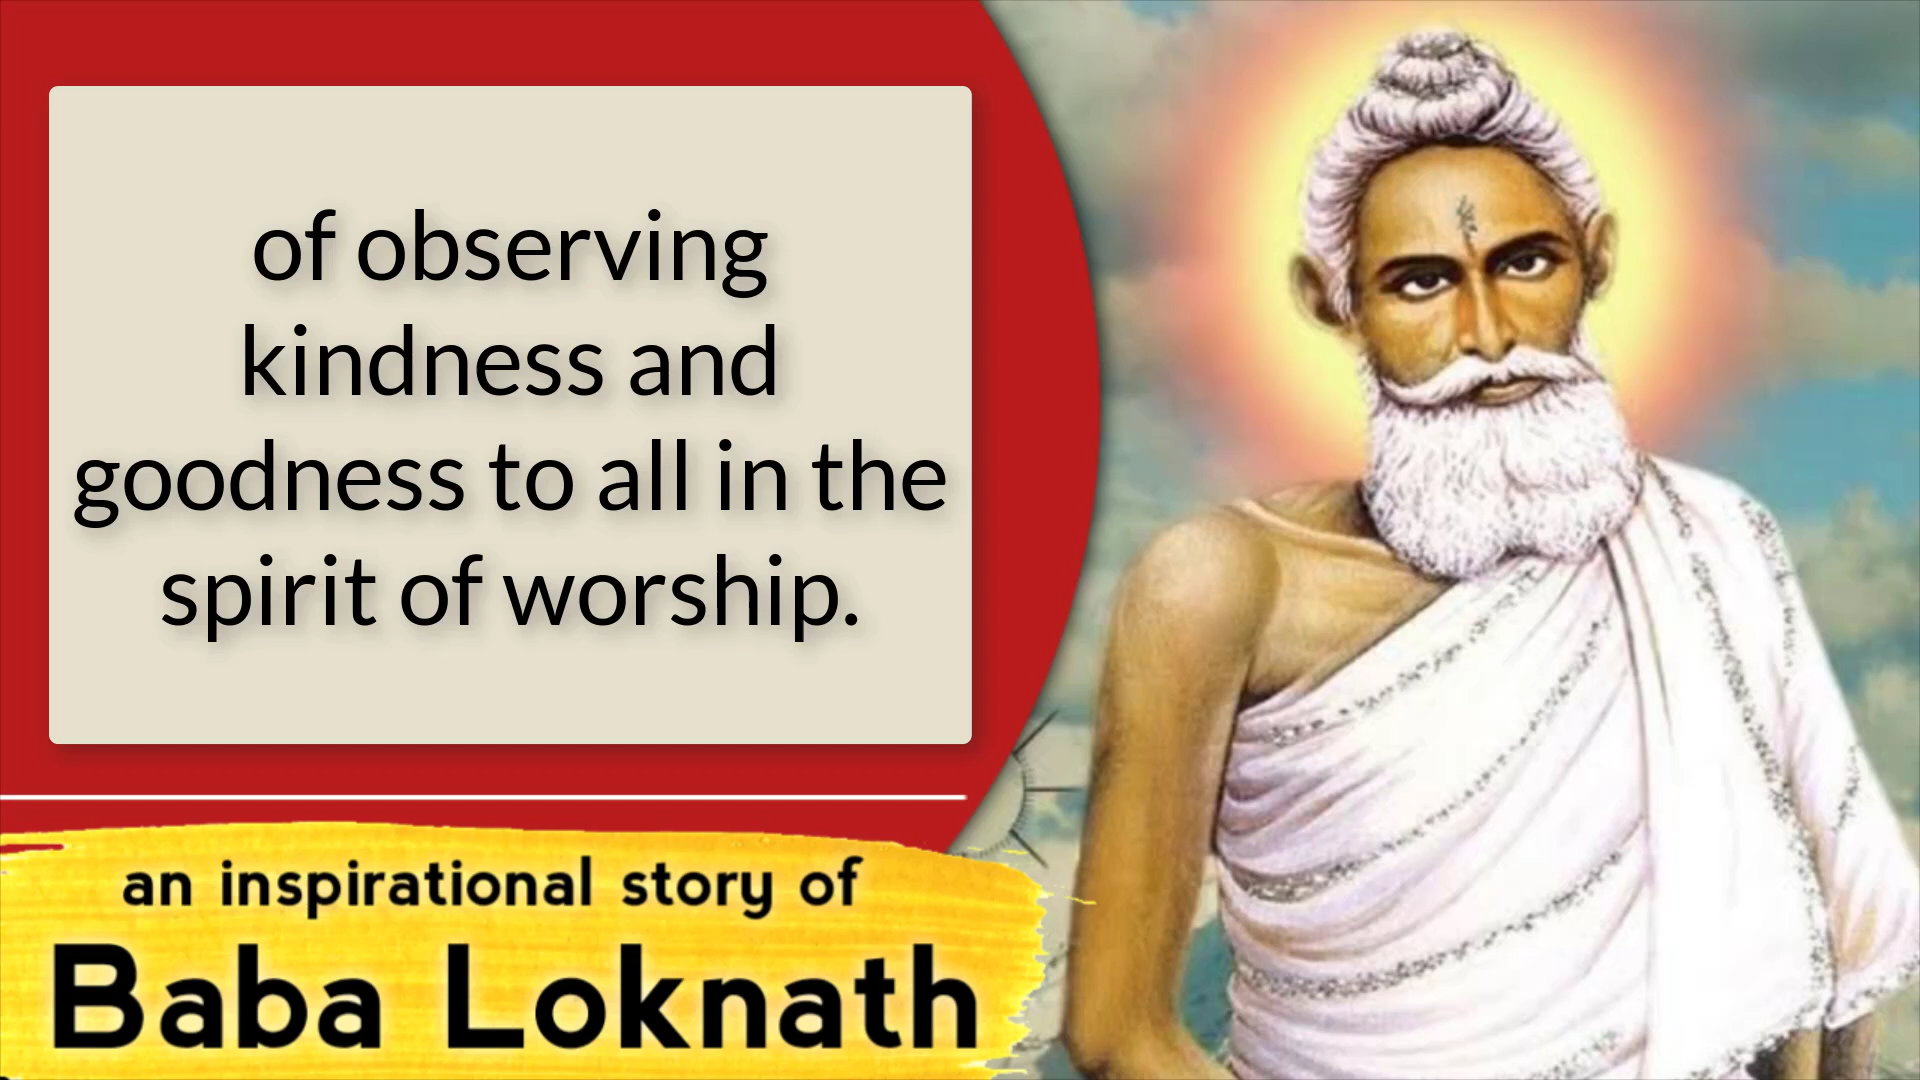 of observing
kindness and
goodness to all in the
spirit of worship.
an inspirational story of
Baba Loknath